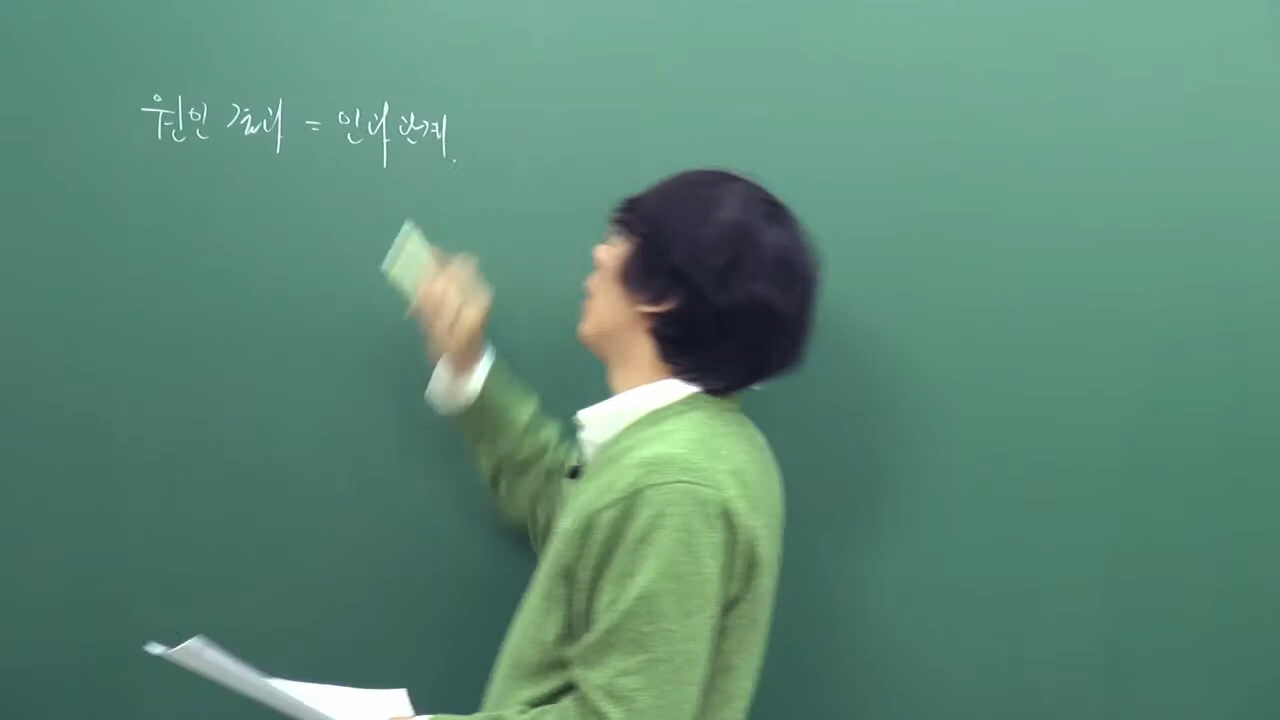 원인 결과 = 인과관계.